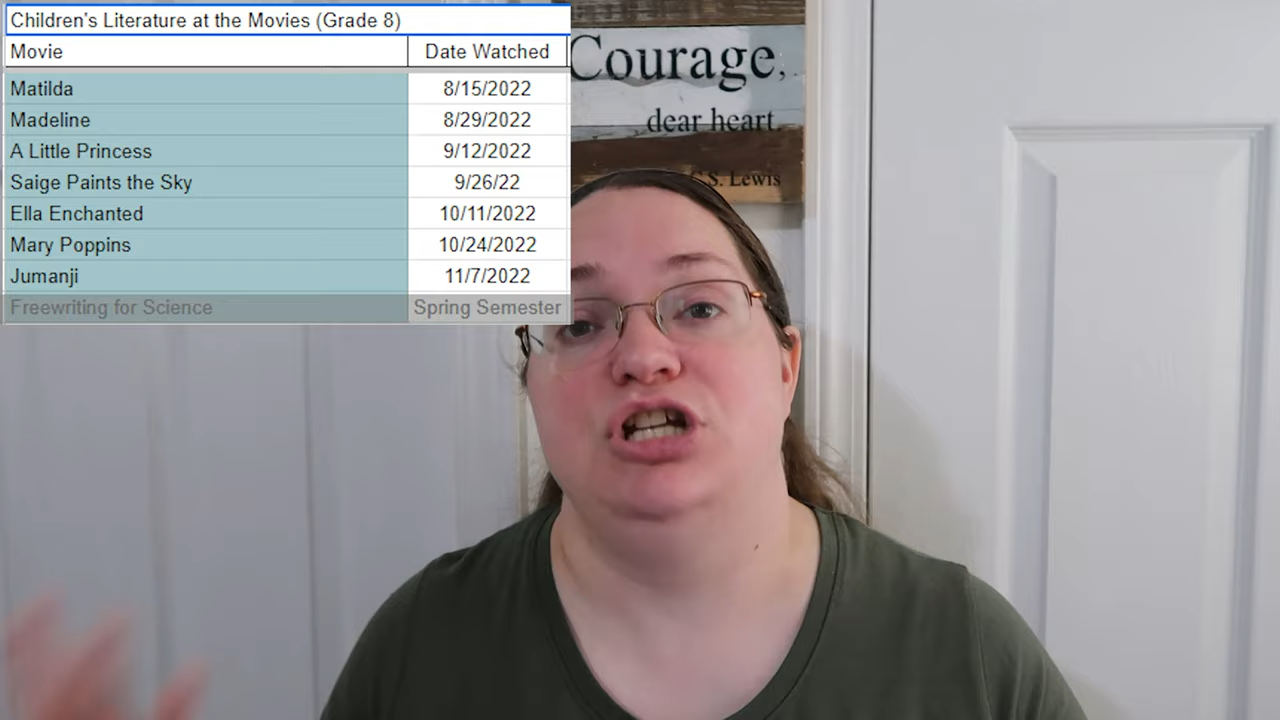 Children's Literature at the Movies (Grade 8)
Movie Date Watched
Matilda 8/15/2022
Madeline 8/29/2022
A Little Princess 9/12/2022
Saige Paints the Sky 9/26/22
Ella Enchanted 10/11/2022
Mary Poppins 10/24/2022
Jumanji 11/7/2022
Freewriting for Science Spring Semester
Courage,
dear heart.
C.S. Lewis